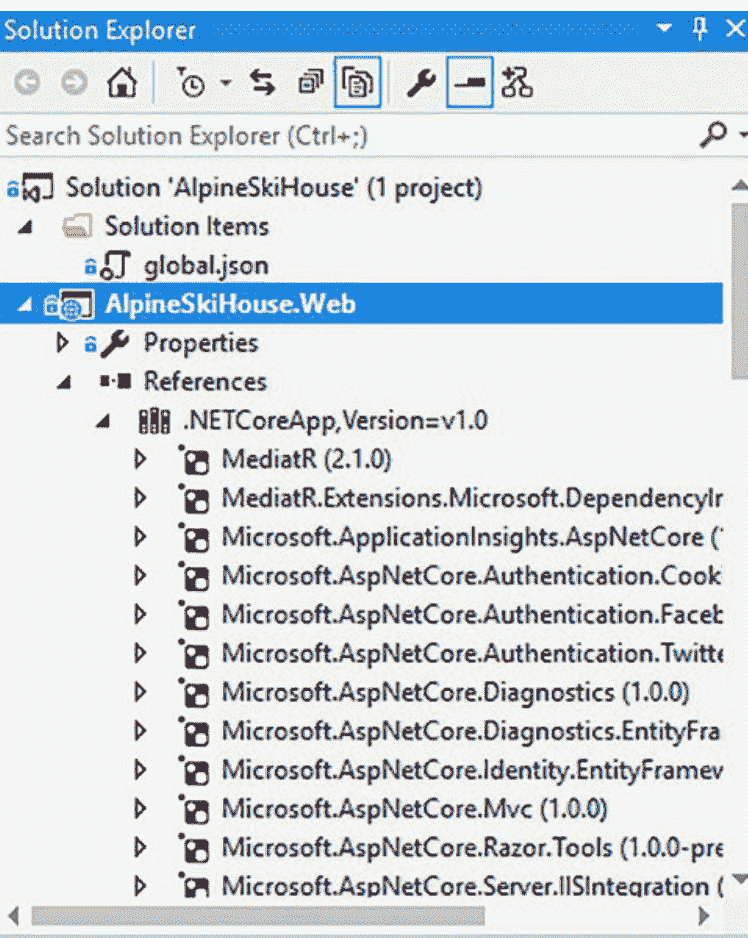 Solution Explorer
Search Solution Explorer (Ctrl+;)
Solution 'AlpineSkiHouse' (1 project)
Solution Items
global.json
AlpineSkiHouse.Web
Properties
References
.NETCoreApp,Version=v1.0
MediatR (2.1.0)
MediatR.Extensions.Microsoft.DependencyIr
Microsoft.ApplicationInsights.AspNetCore (
Microsoft.AspNetCore.Authentication.Cook
Microsoft.AspNetCore.Authentication.Faceb
Microsoft.AspNetCore.Authentication.Twitte
Microsoft.AspNetCore.Diagnostics (1.0.0)
Microsoft.AspNetCore.Diagnostics.EntityFra
Microsoft.AspNetCore.Identity.EntityFramew
Microsoft.AspNetCore.Mvc (1.0.0)
Microsoft.AspNetCore.Razor.Tools (1.0.0-pre
Microsoft.AspNetCore.Server.IISIntegration (